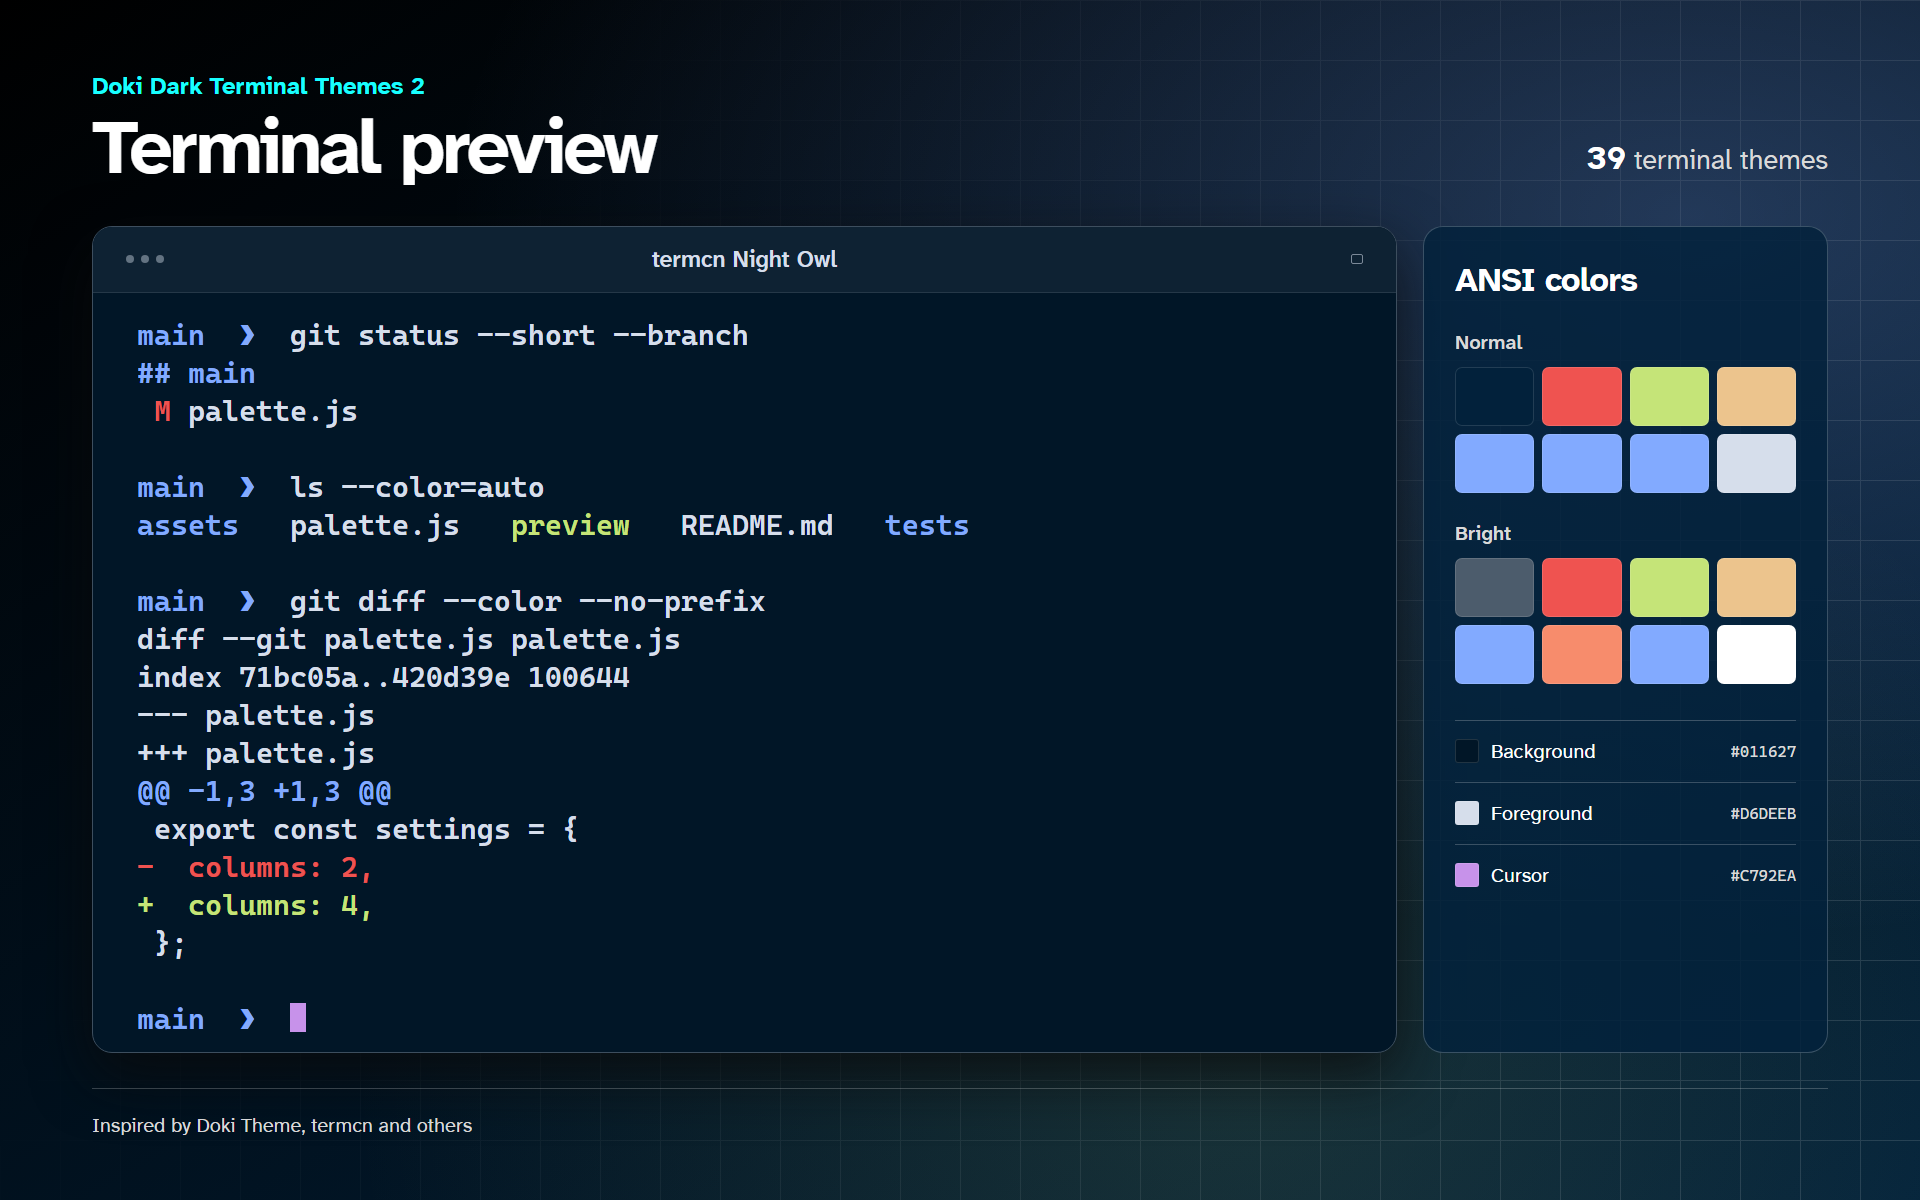 Doki Dark Terminal Themes 2
Terminal preview
39 terminal themes
termcn Night Owl
main ❯ git status --short --branch
## main
 M palette.js
main ❯ ls --color=auto
assets palette.js preview README.md tests
main ❯ git diff --color --no-prefix
diff --git palette.js palette.js
index 71bc05a..420d39e 100644
--- palette.js
+++ palette.js
@@ -1,3 +1,3 @@
 export const settings = {
-  columns: 2,
+  columns: 4,
 };
main ❯
ANSI colors
Normal
Bright
Background #011627
Foreground #D6DEEB
Cursor #C792EA
Inspired by Doki Theme, termcn and others